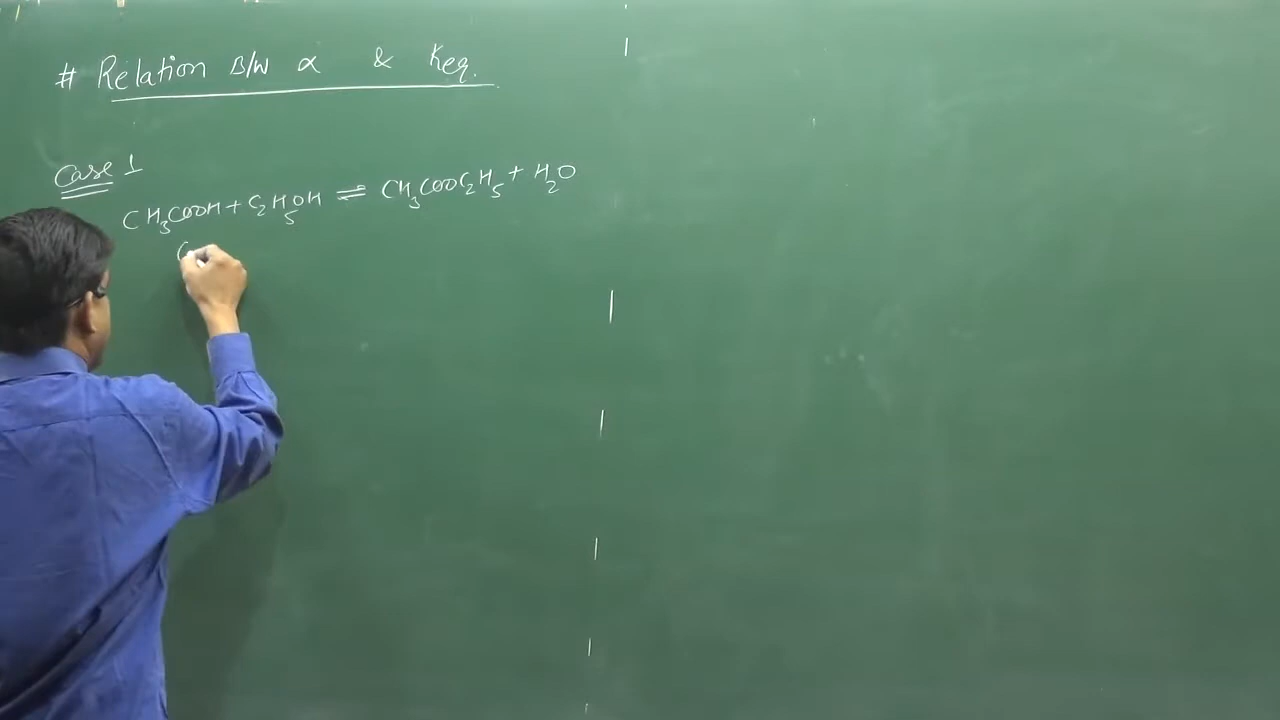 # Relation B/W α & Keq.
Case 1
CH₃COOH + C₂H₅OH ⇌ CH₃COOC₂H₅ + H₂O